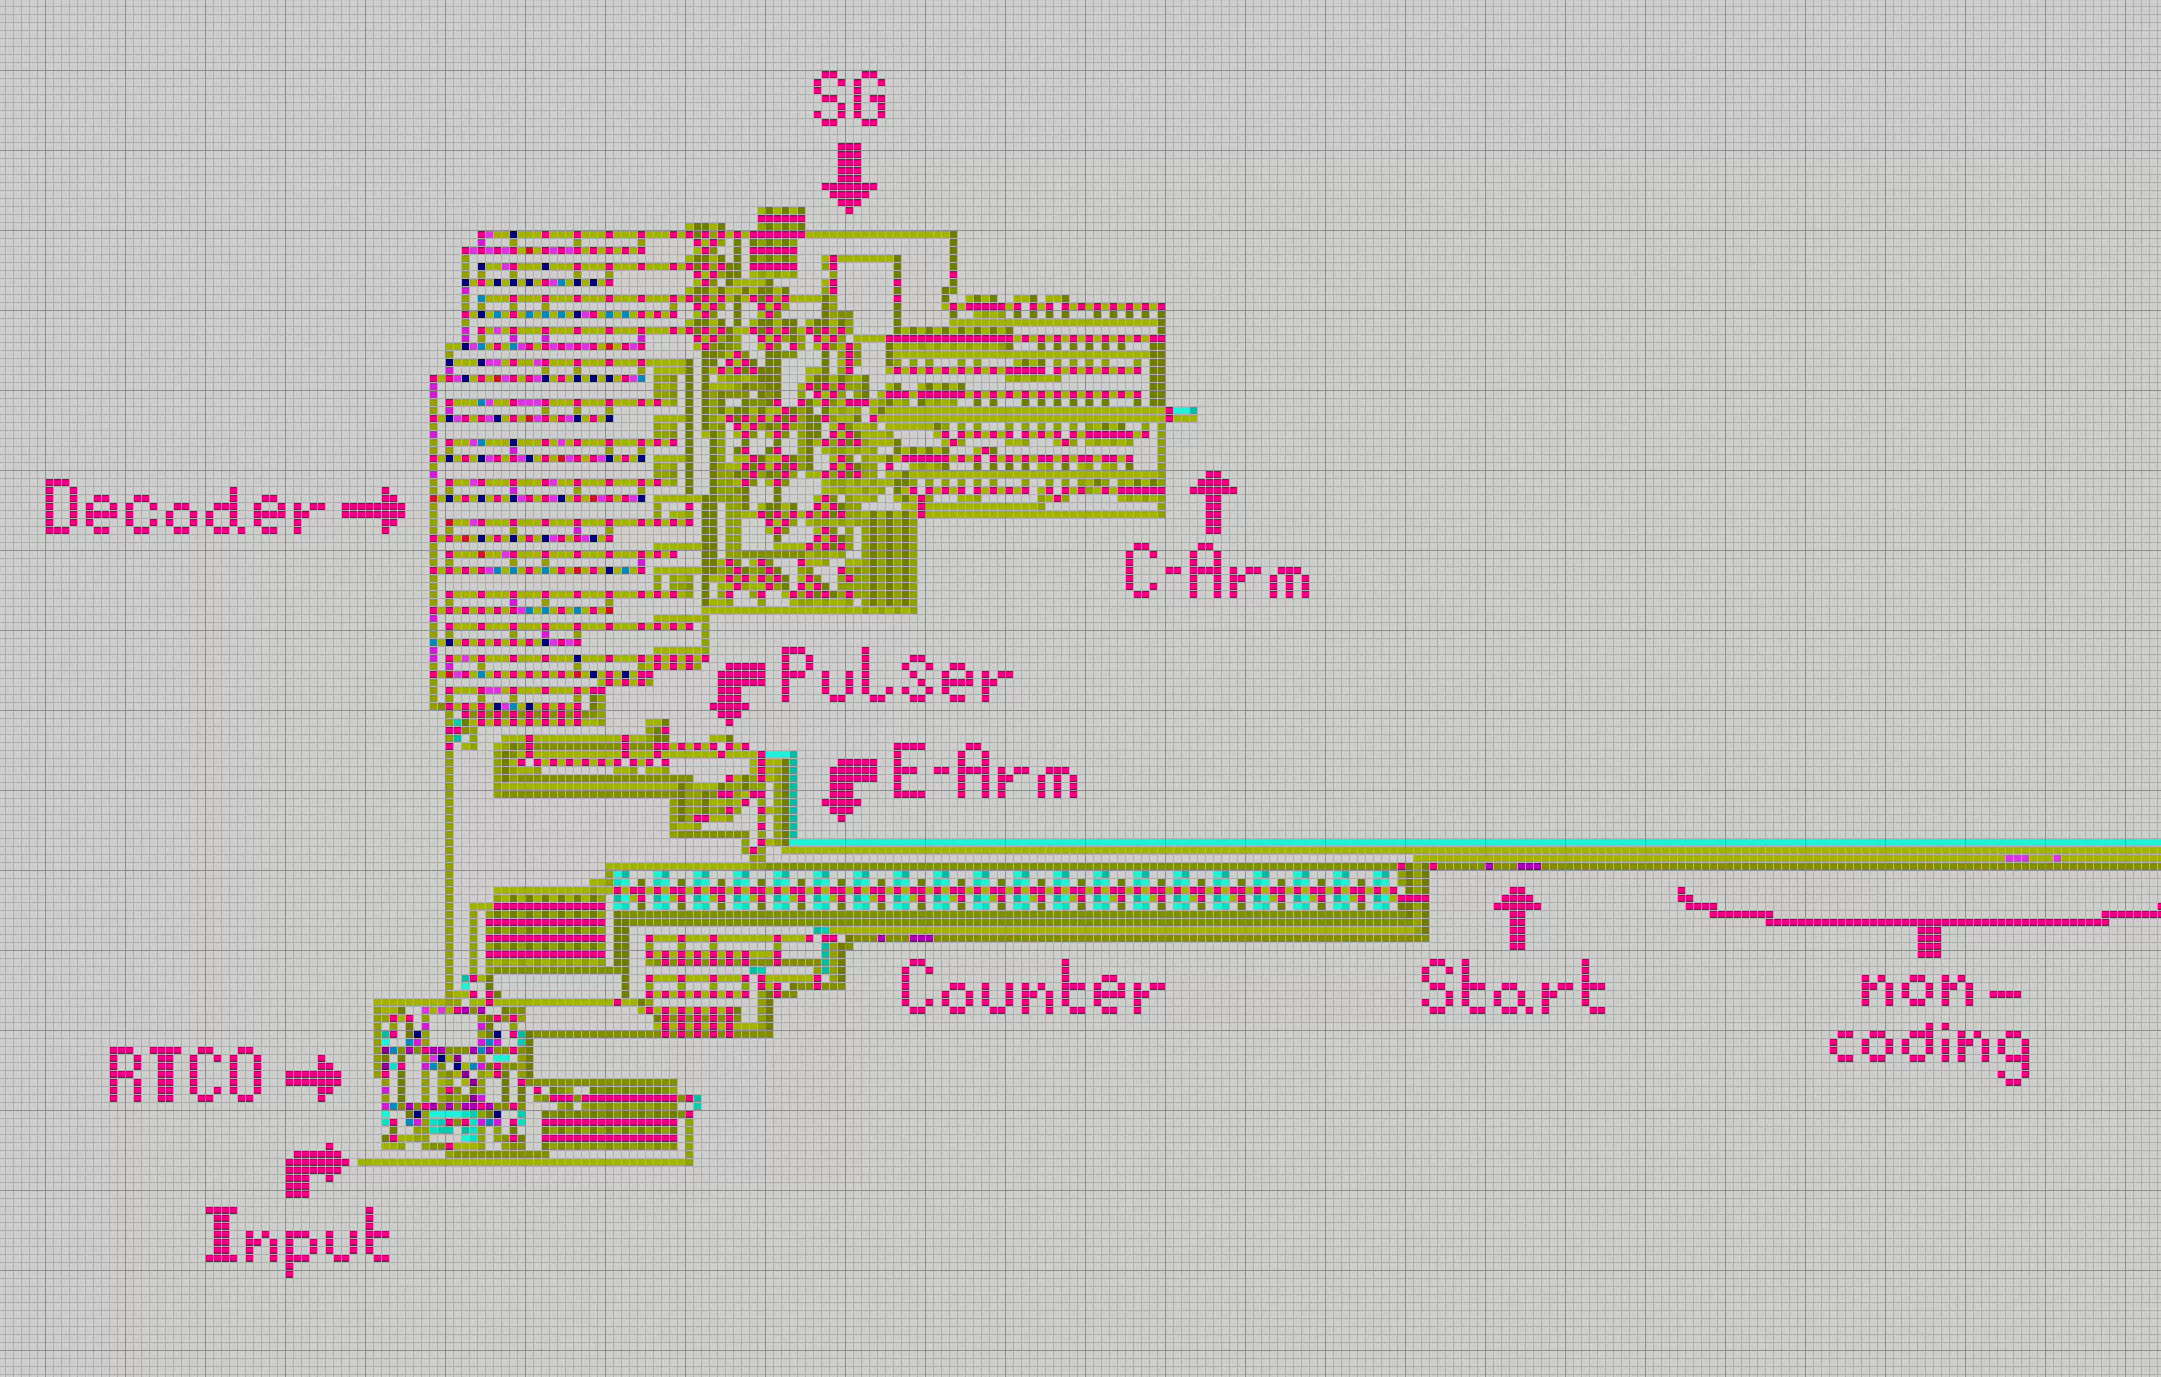 SG
Decoder
C-Arm
Pulser
E-Arm
Counter
Start
non-
coding
RTCO
Input